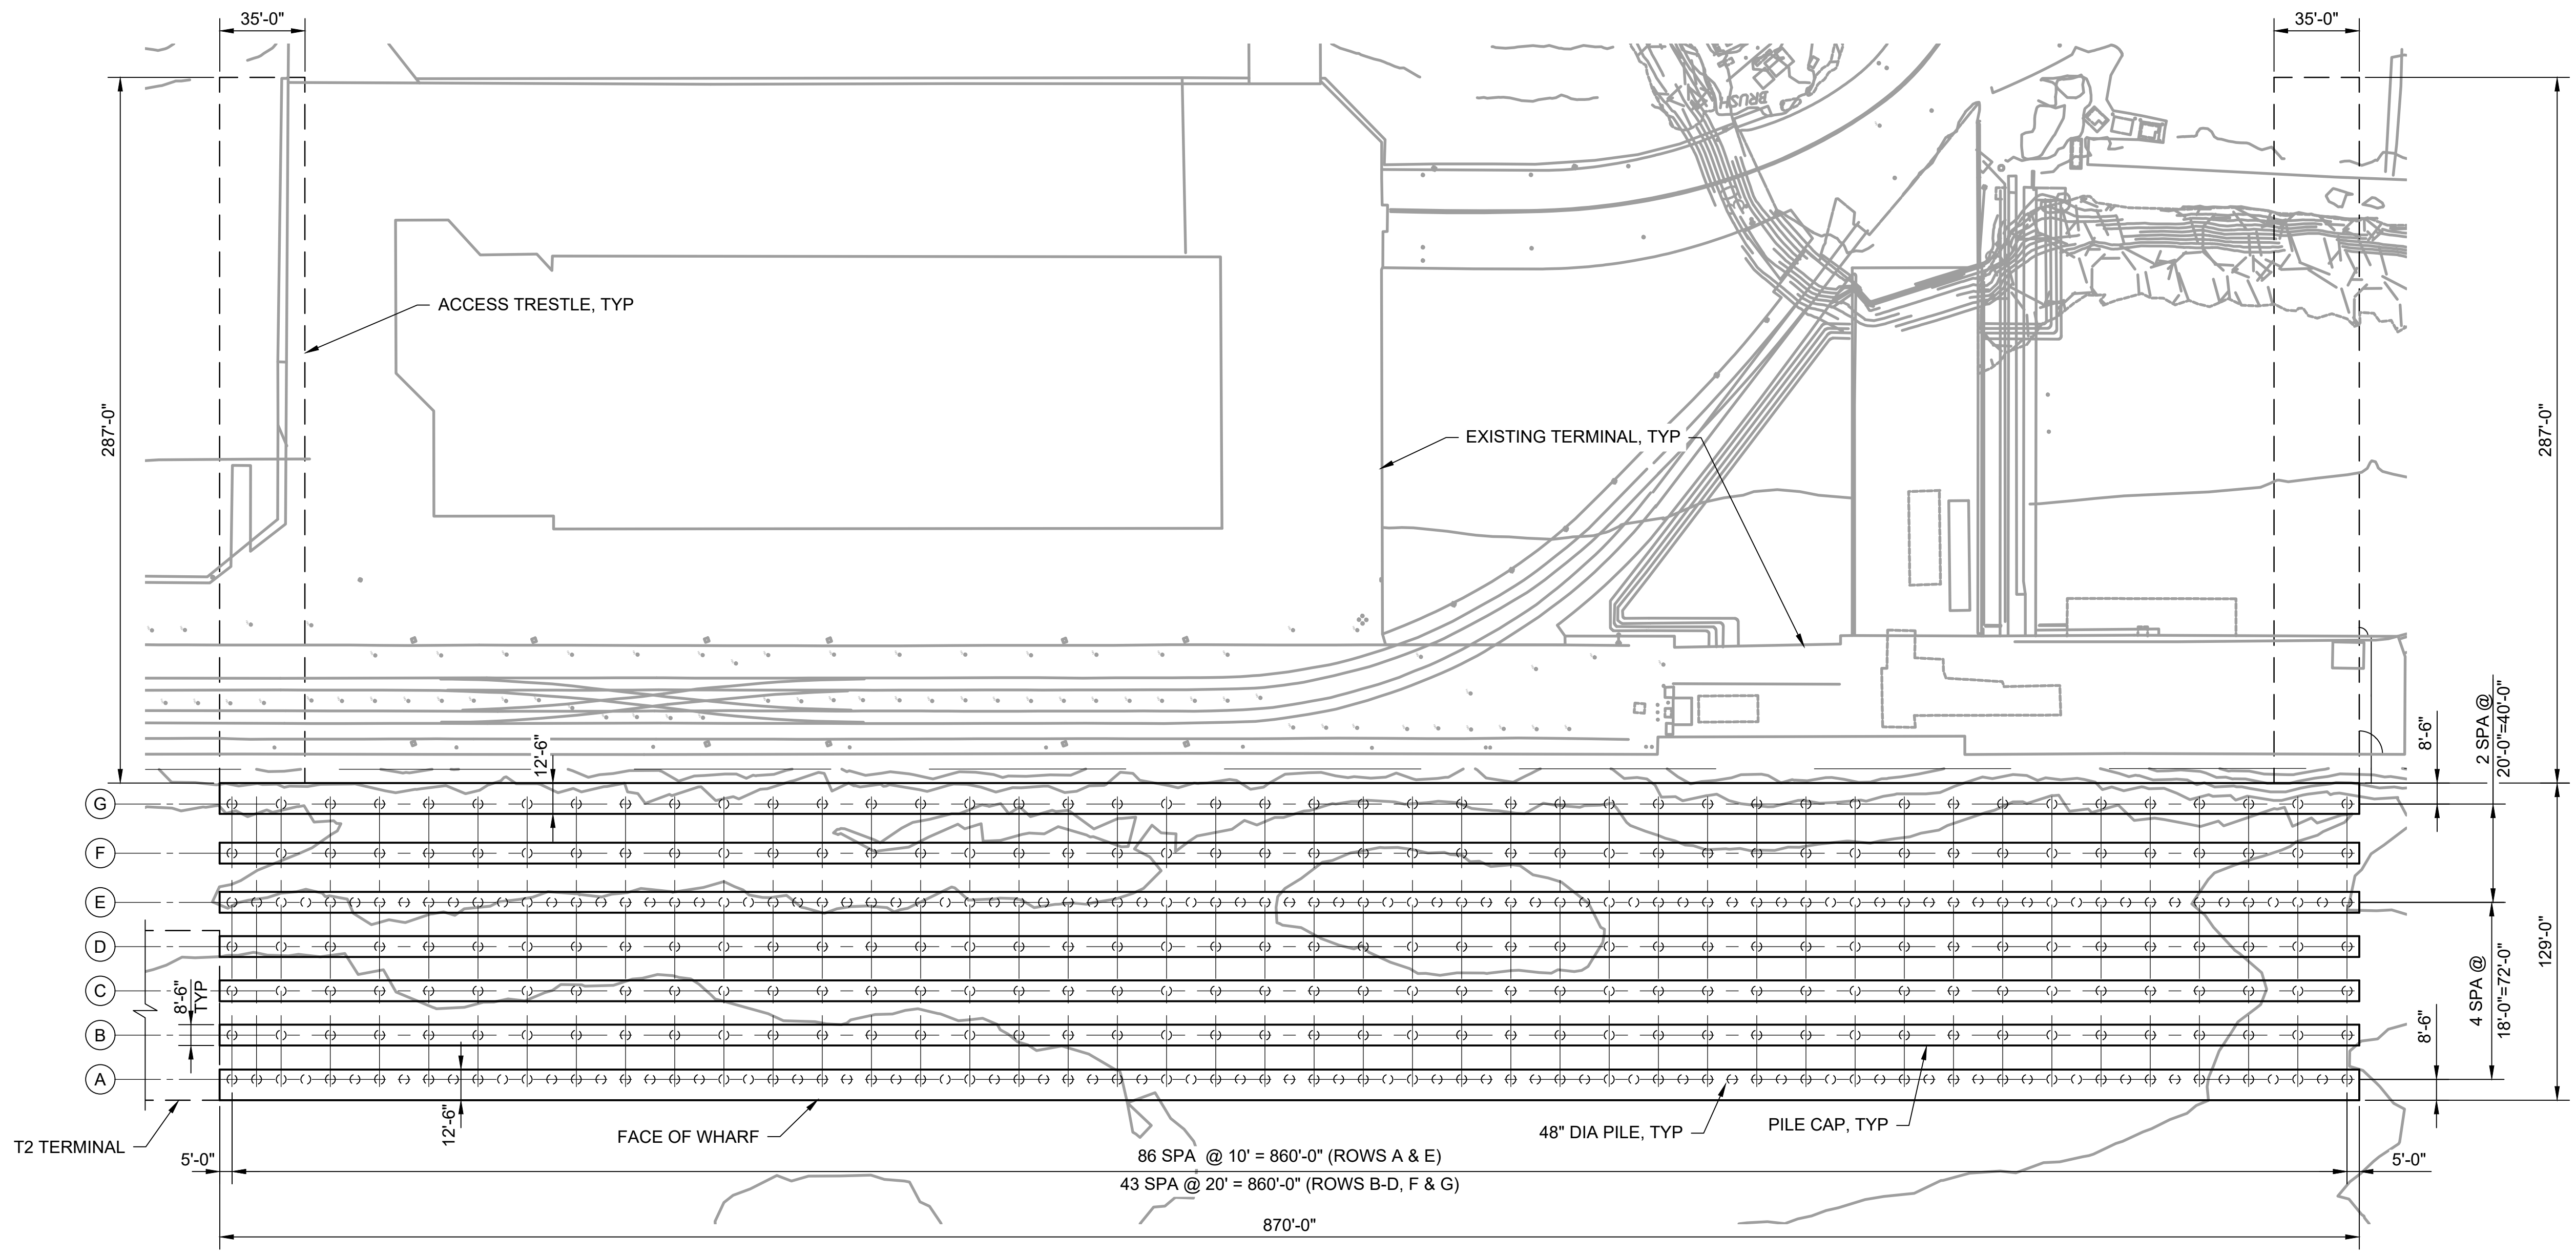 35'-0"
35'-0"
BRUSH
ACCESS TRESTLE, TYP
287'-0"
EXISTING TERMINAL, TYP
287'-0"
12'-6"
8'-6"
2 SPA @
20'-0"=40'-0"
G
F
E
D
C
B
A
8'-6"
TYP
12'-6"
8'-6"
4 SPA @
18'-0"=72'-0"
129'-0"
T2 TERMINAL
FACE OF WHARF
48" DIA PILE, TYP
PILE CAP, TYP
5'-0"
86 SPA @ 10' = 860'-0" (ROWS A & E)
43 SPA @ 20' = 860'-0" (ROWS B-D, F & G)
5'-0"
870'-0"